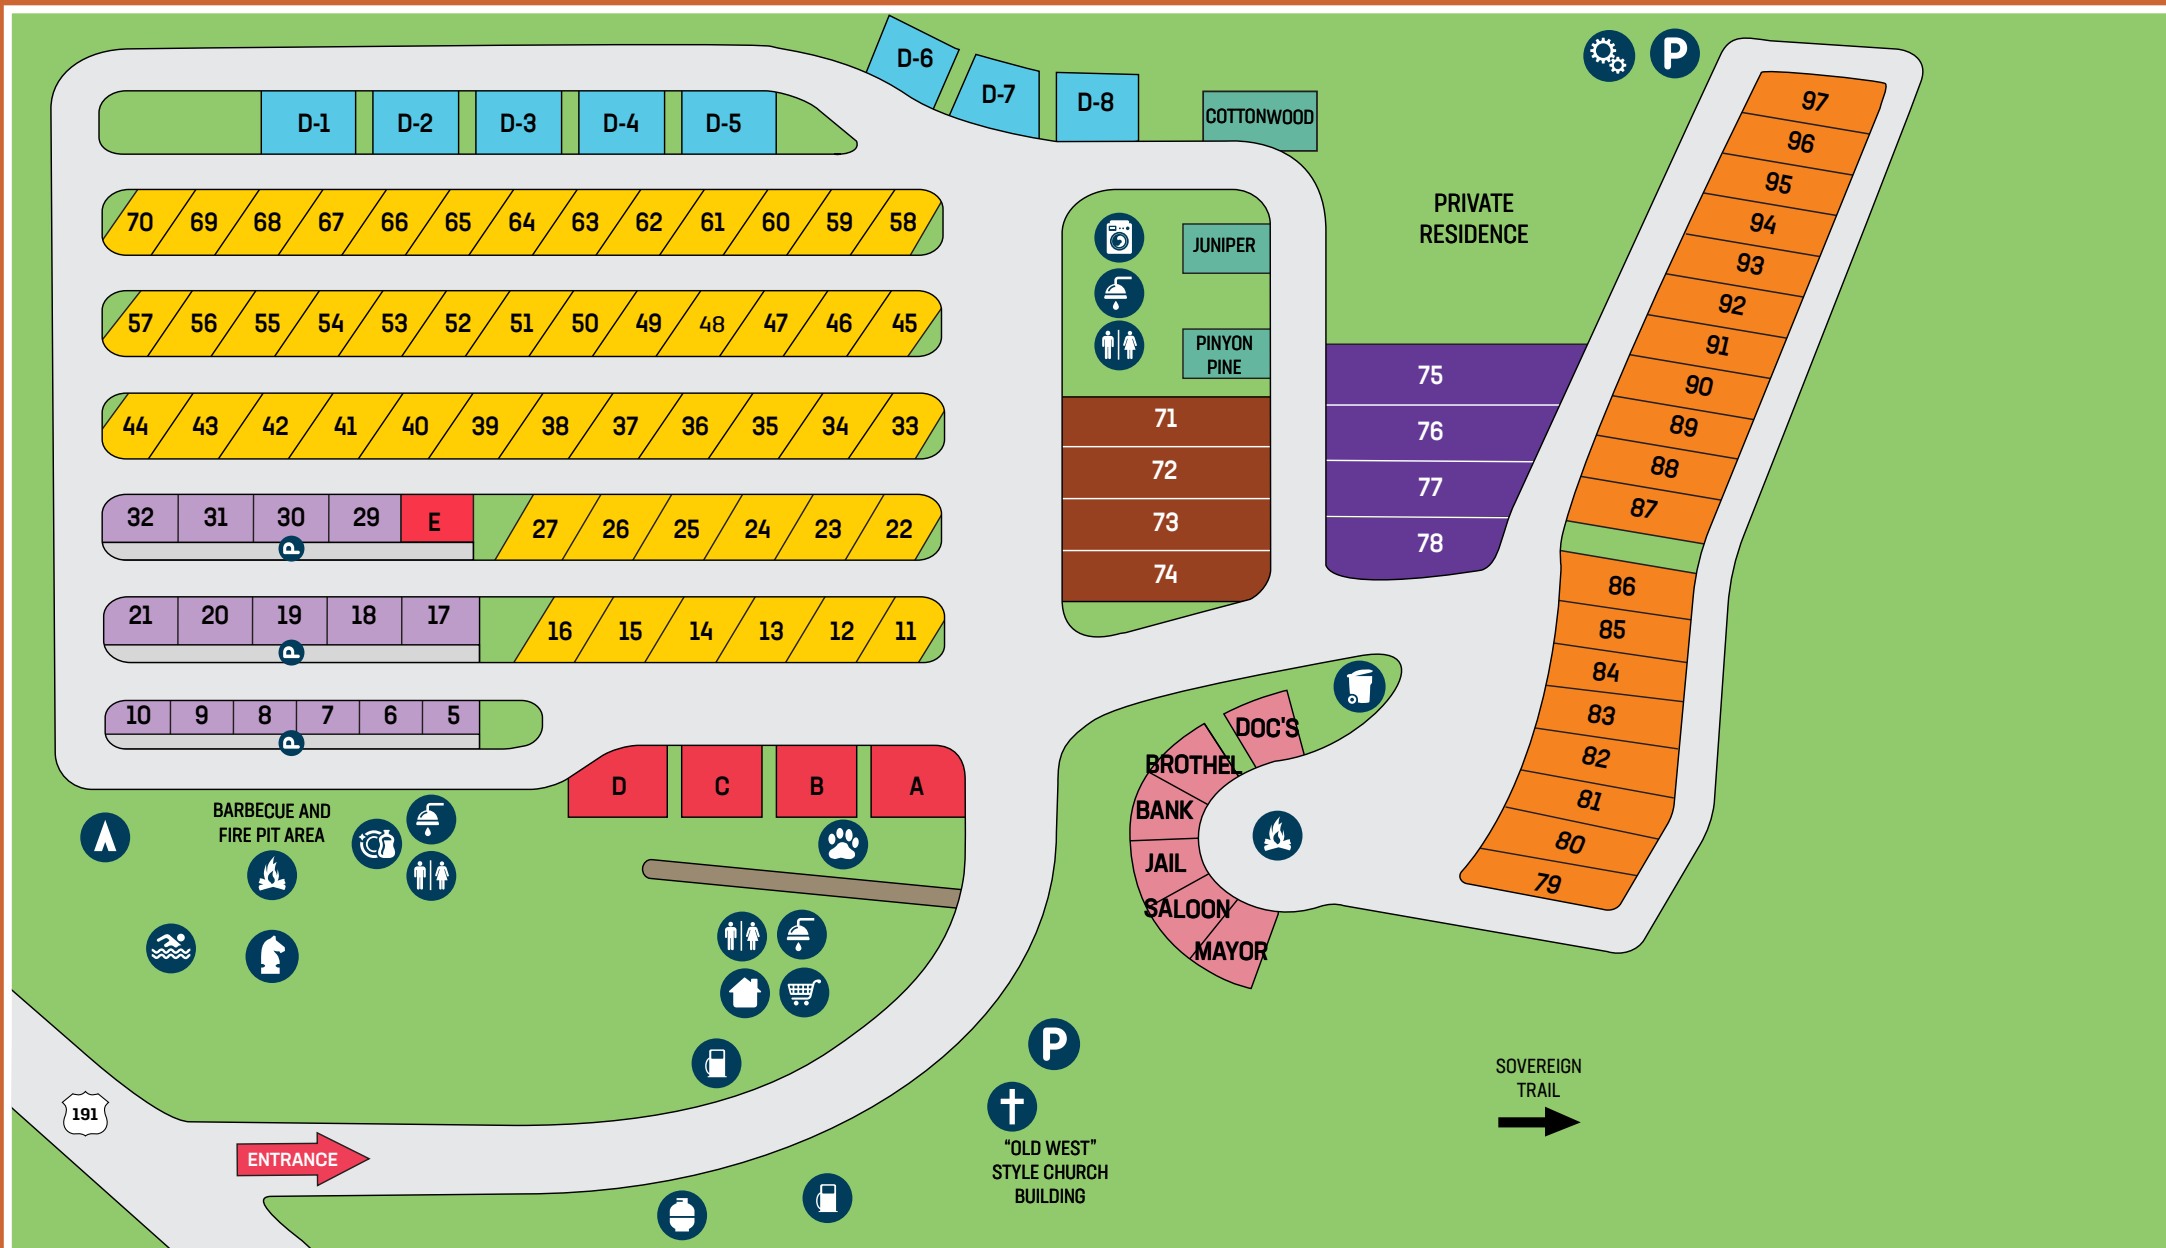 D-6
D-7
D-8
D-1 D-2 D-3 D-4 D-5
COTTONWOOD
P
70 69 68 67 66 65 64 63 62 61 60 59 58
57 56 55 54 53 52 51 50 49 48 47 46 45
44 43 42 41 40 39 38 37 36 35 34 33
32 31 30 29 E 27 26 25 24 23 22
P
21 20 19 18 17 16 15 14 13 12 11
P
10 9 8 7 6 5
P
D C B A
JUNIPER
PINYON
PINE
71
72
73
74
PRIVATE
RESIDENCE
75
76
77
78
97
96
95
94
93
92
91
90
89
88
87
86
85
84
83
82
81
80
79
DOC'S
BROTHEL
BANK
JAIL
SALOON
MAYOR
BARBECUE AND
FIRE PIT AREA
191
ENTRANCE
P
“OLD WEST”
STYLE CHURCH
BUILDING
SOVEREIGN
TRAIL